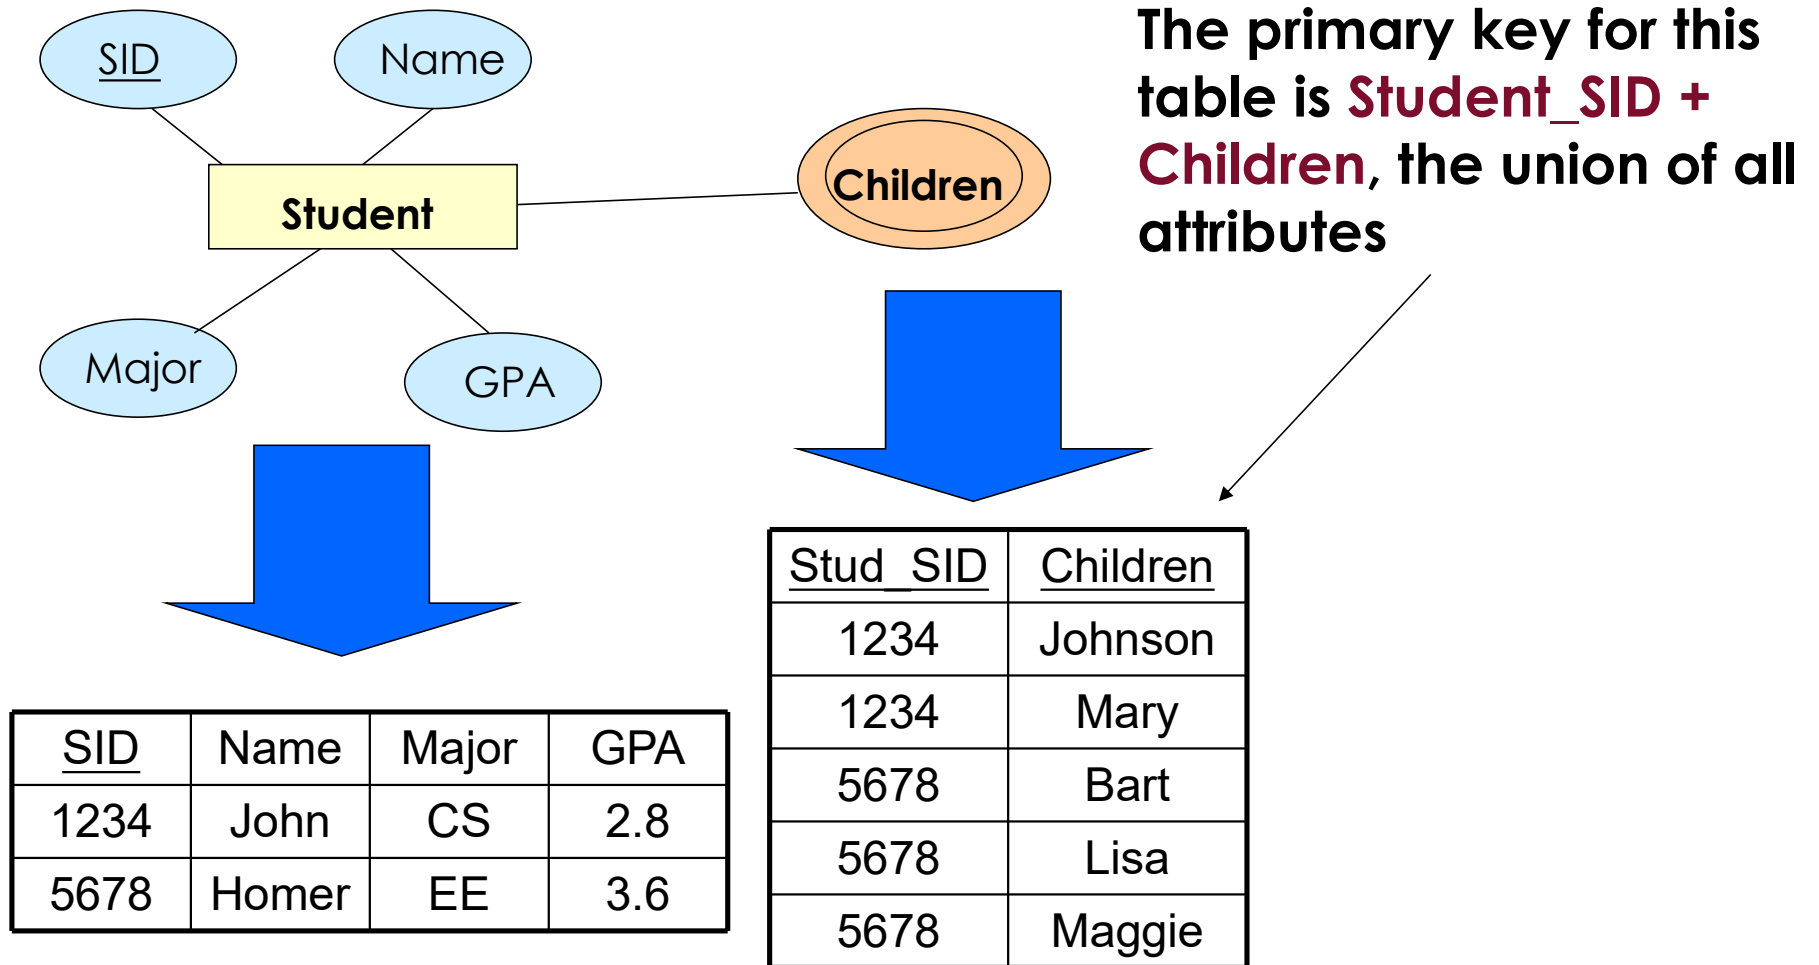 SID
Name
Student
Children
Major
GPA
The primary key for this
table is Student_SID +
Children, the union of all
attributes
SID Name Major GPA
1234 John CS 2.8
5678 Homer EE 3.6
Stud_SID Children
1234 Johnson
1234 Mary
5678 Bart
5678 Lisa
5678 Maggie